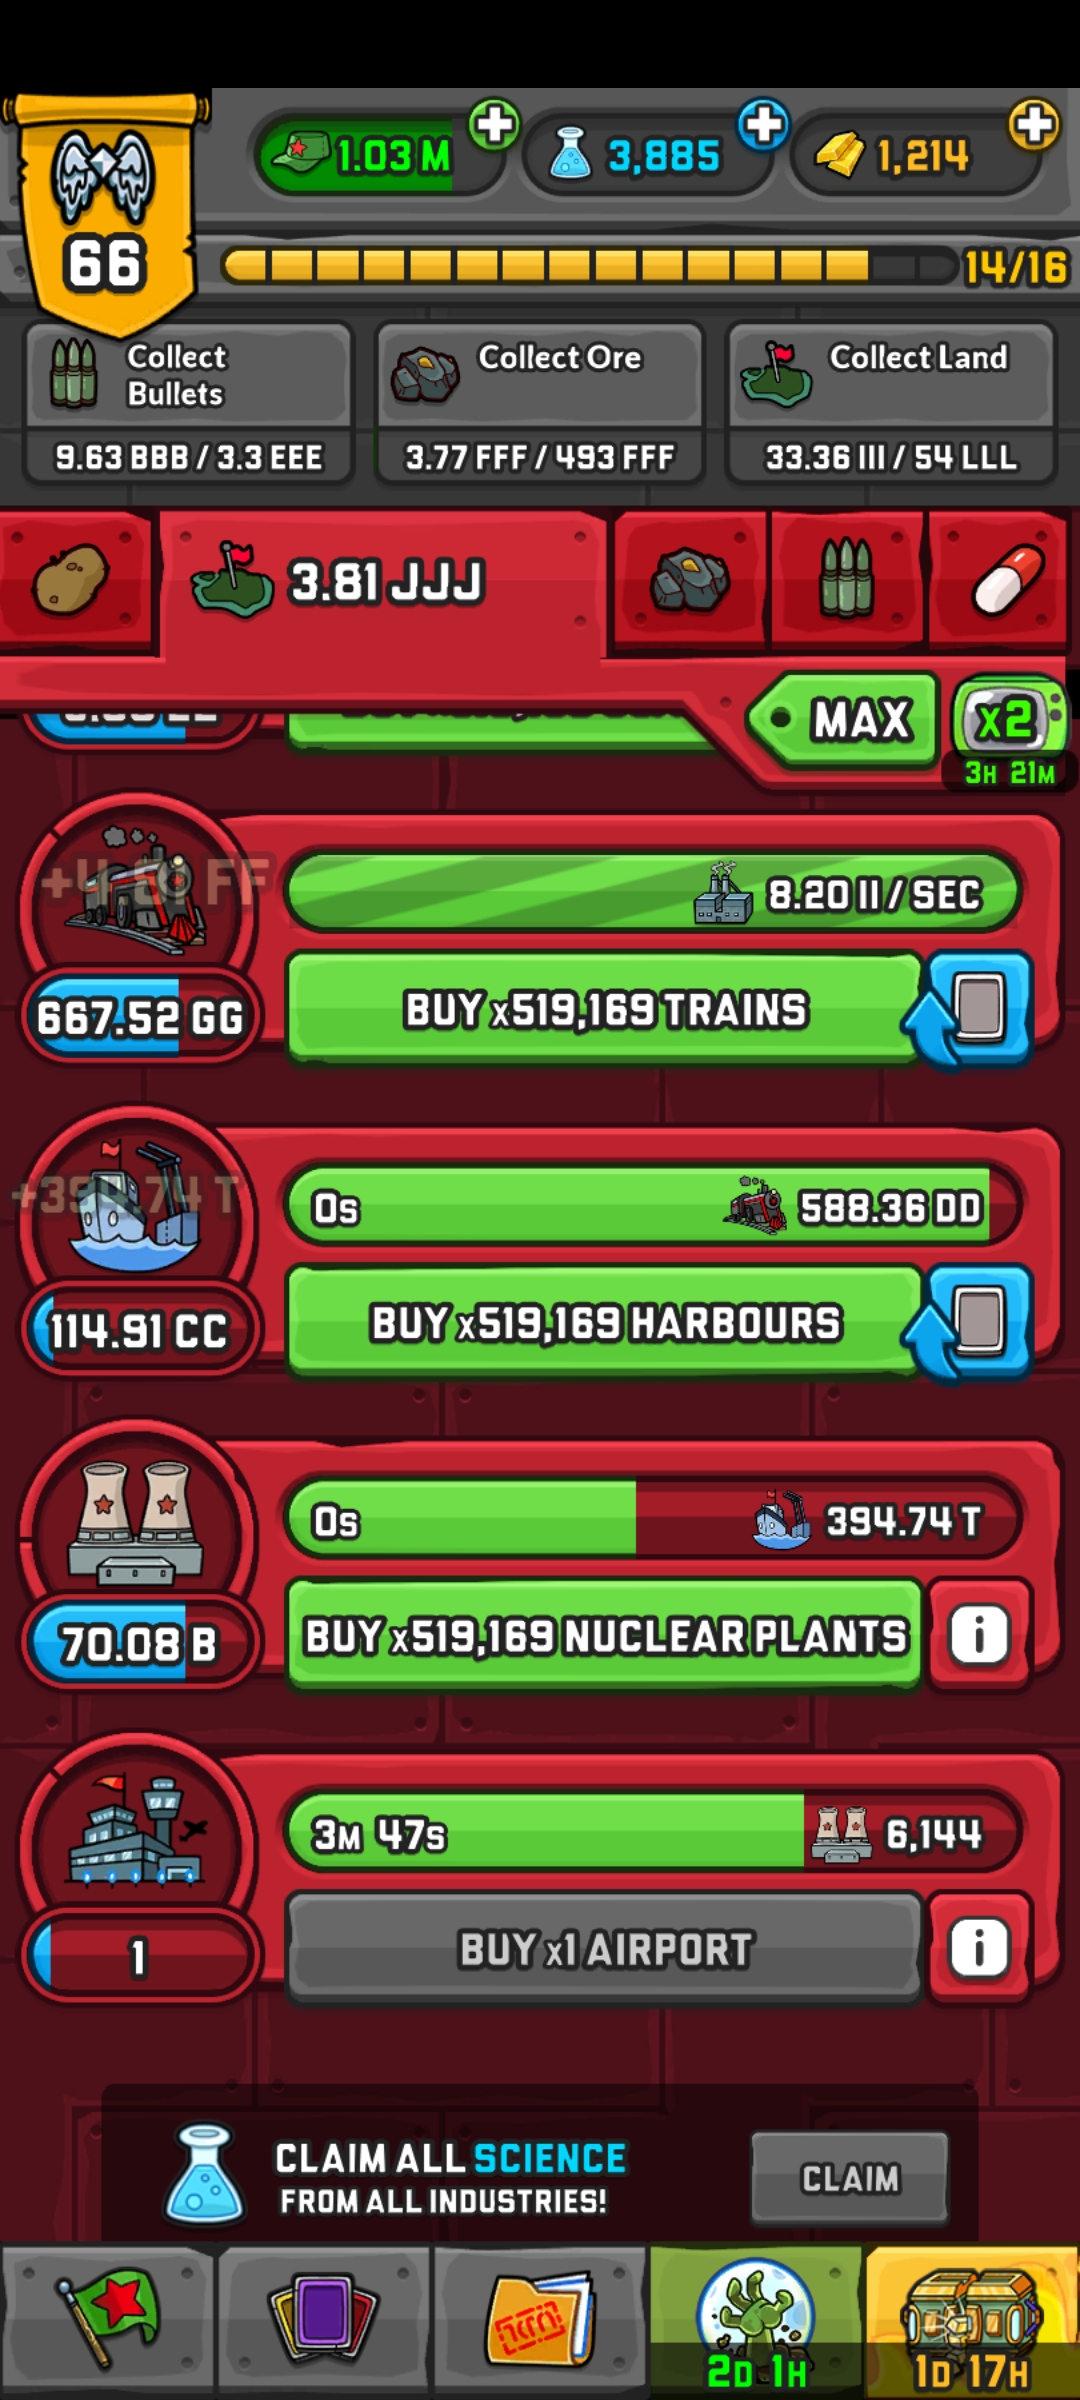 66
1.03 M
3,885
1,214
14/16
Collect
Bullets
9.63 BBB / 3.3 EEE
Collect Ore
3.77 FFF / 493 FFF
Collect Land
33.36 III / 54 LLL
3.81 JJJ
MAX
x2
3H 21M
8.20 II / SEC
667.52 GG
BUY x519,169 TRAINS
0s
588.36 DD
114.91 CC
BUY x519,169 HARBOURS
0s
394.74 T
70.08 B
BUY x519,169 NUCLEAR PLANTS
i
3M 47s
6,144
1
BUY x1 AIRPORT
i
CLAIM ALL SCIENCE
FROM ALL INDUSTRIES!
CLAIM
2D 1H
1D 17H